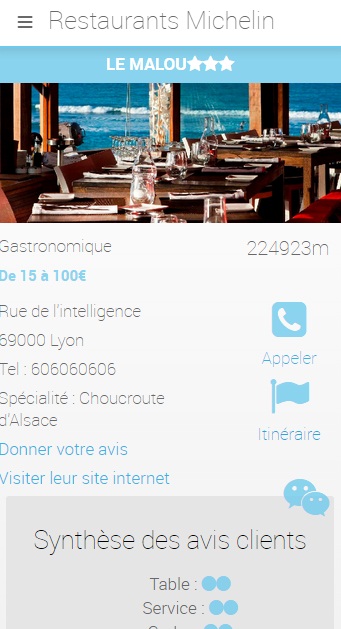 Restaurants Michelin
LE MALOU
Gastronomique
224923m
De 15 à 100€
Rue de l'intelligence
69000 Lyon
Tel : 606060606
Spécialité : Choucroute
d'Alsace
Appeler
Itinéraire
Donner votre avis
Visiter leur site internet
Synthèse des avis clients
Table :
Service :